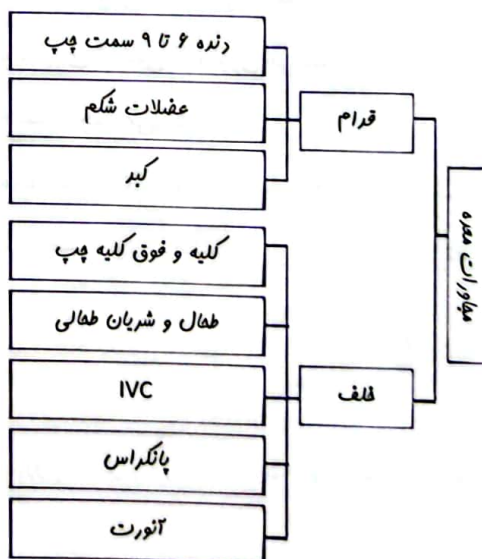 مجاورات معده
قدام
دنده ۶ تا ۹ سمت چپ
عضلات شکم
کبد
خلف
کلیه و فوق کلیه چپ
طحال و شریان طحالی
IVC
پانکراس
آئورت